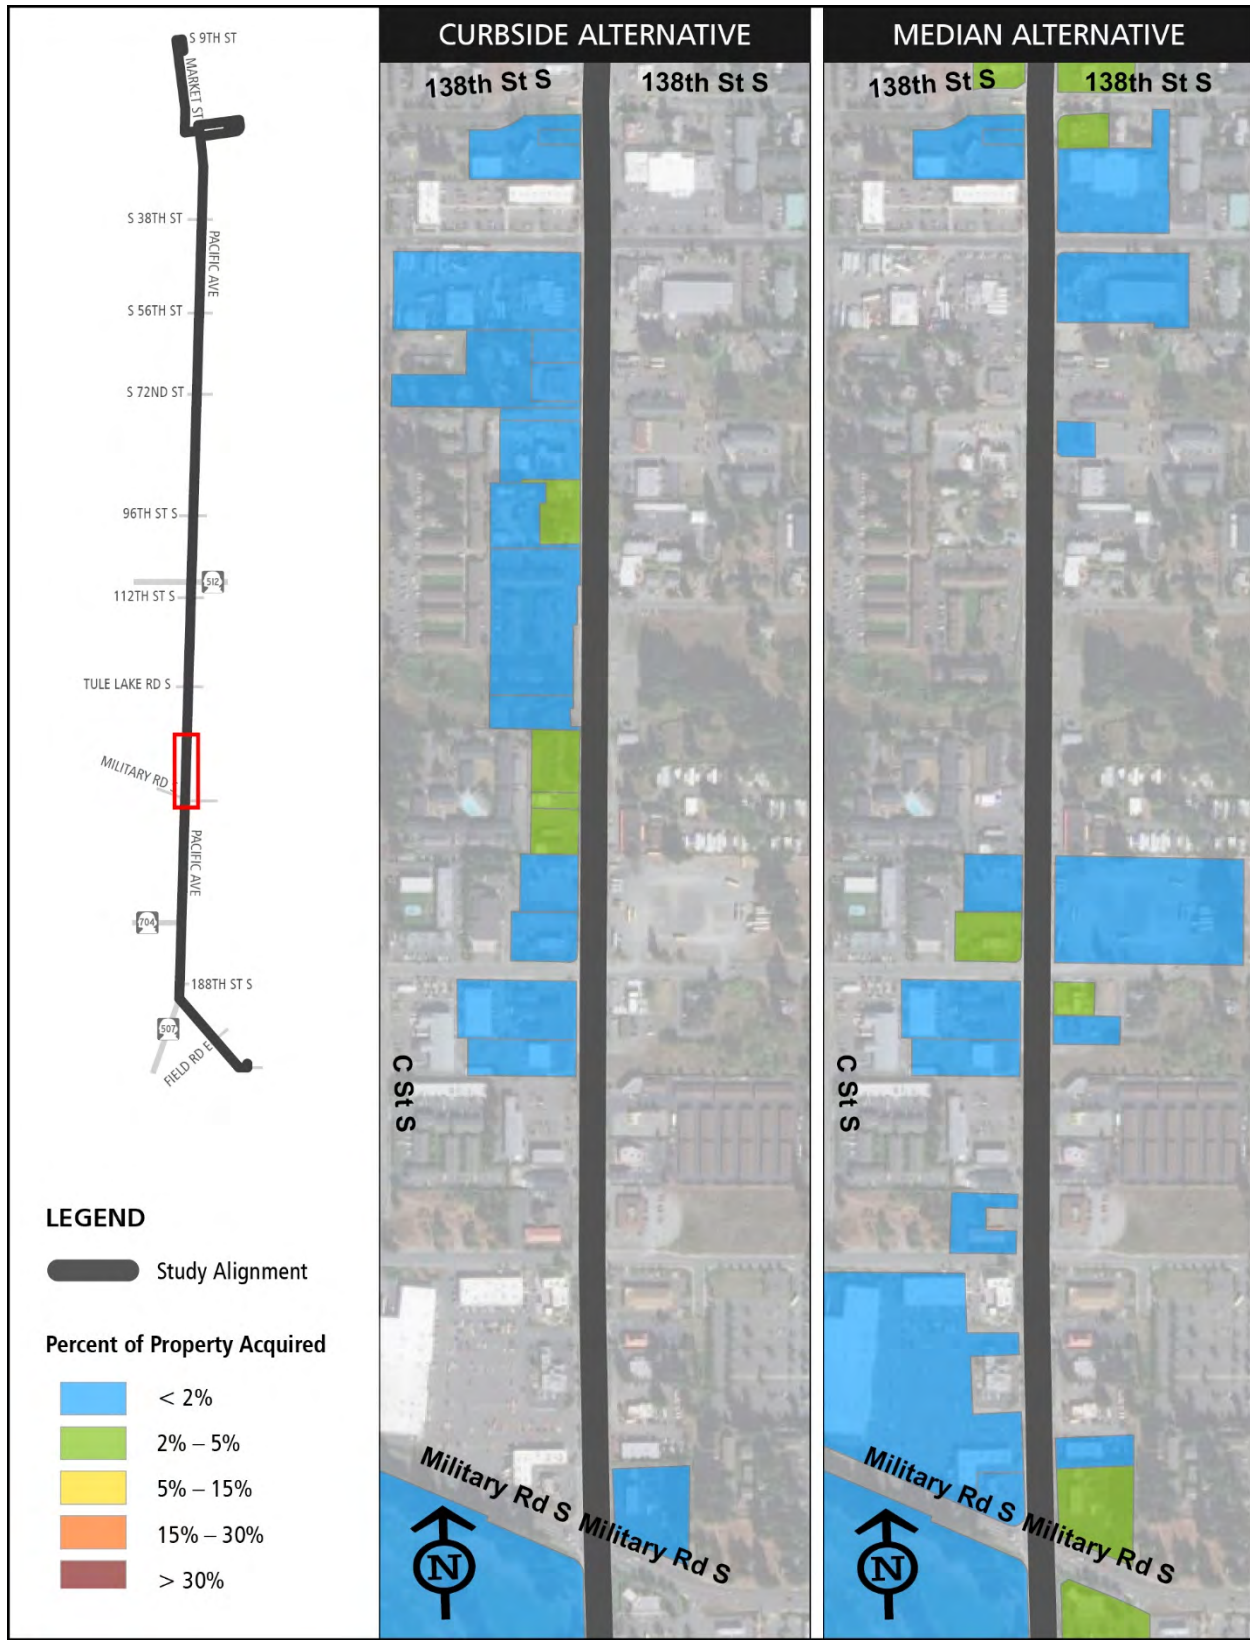 S 9TH ST
MARKET ST
S 38TH ST
PACIFIC AVE
S 56TH ST
S 72ND ST
96TH ST S
512
112TH ST S
TULE LAKE RD S
MILITARY RD S
PACIFIC AVE
704
188TH ST S
507
FIELD RD E
LEGEND
Study Alignment
Percent of Property Acquired
< 2%
2% – 5%
5% – 15%
15% – 30%
> 30%
CURBSIDE ALTERNATIVE
138th St S
138th St S
C St S
Military Rd S
Military Rd S
N
MEDIAN ALTERNATIVE
138th St S
138th St S
C St S
Military Rd S
Military Rd S
N